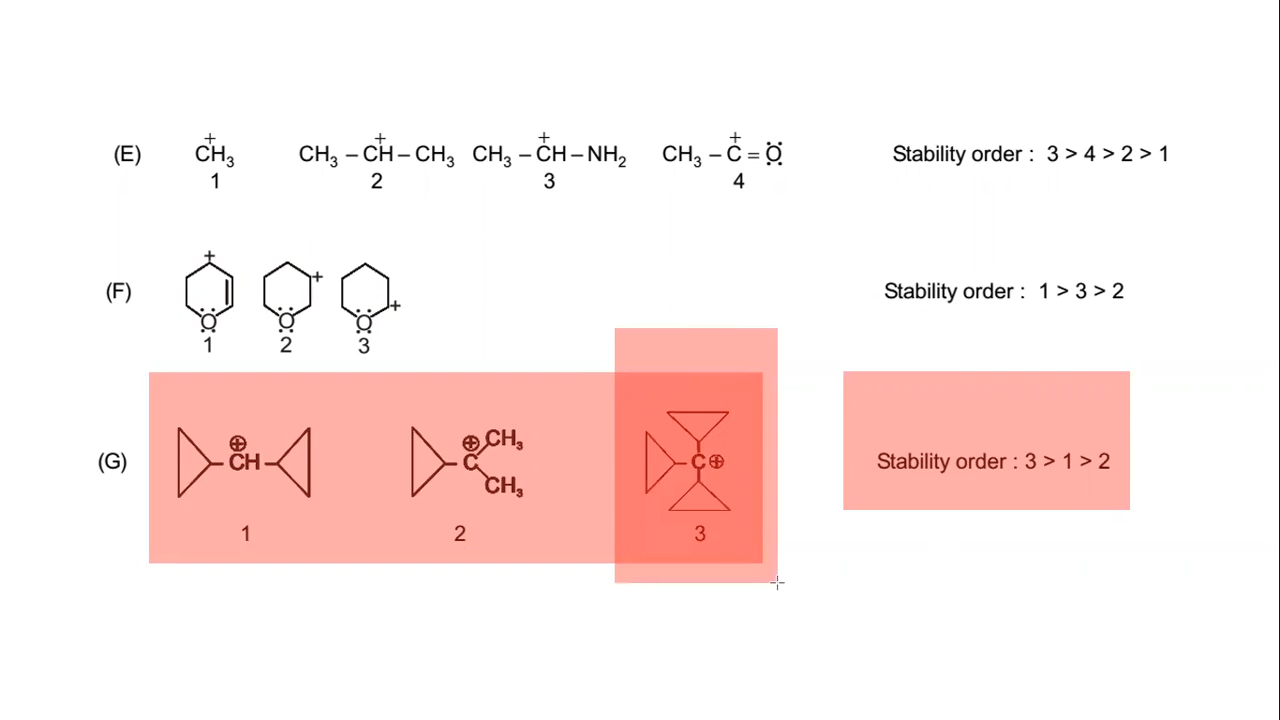 (E) + CH₃ CH₃ – + CH – CH₃ CH₃ – + CH – NH₂ CH₃ – + C = Ö: Stability order : 3 > 4 > 2 > 1
1 2 3 4
(F) + + + Stability order : 1 > 3 > 2
O O O
1 2 3
(G) ⊕ CH ⊕ C CH₃ CH₃ C⊕ Stability order : 3 > 1 > 2
1 2 3